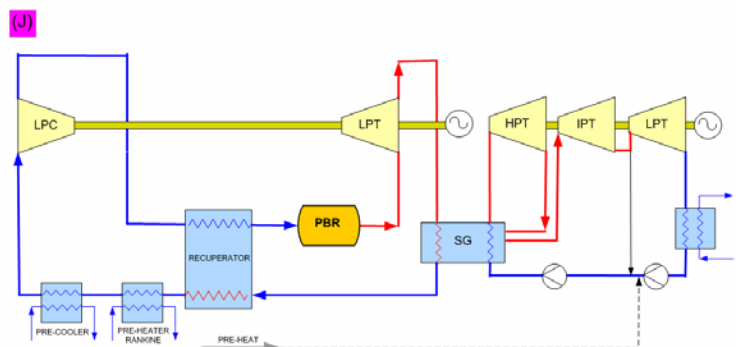 (J)
LPC
LPT
HPT
IPT
LPT
PBR
SG
RECUPERATOR
PRE-COOLER
PRE-HEATER
RANKINE
PRE-HEAT